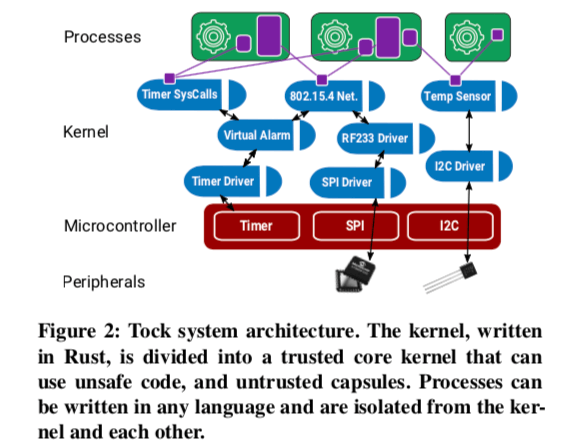 Processes
Timer SysCalls
802.15.4 Net.
Temp Sensor
Kernel
Virtual Alarm
RF233 Driver
I2C Driver
Timer Driver
SPI Driver
Microcontroller
Timer
SPI
I2C
Peripherals
Figure 2: Tock system architecture. The kernel, written
in Rust, is divided into a trusted core kernel that can
use unsafe code, and untrusted capsules. Processes can
be written in any language and are isolated from the ker-
nel and each other.